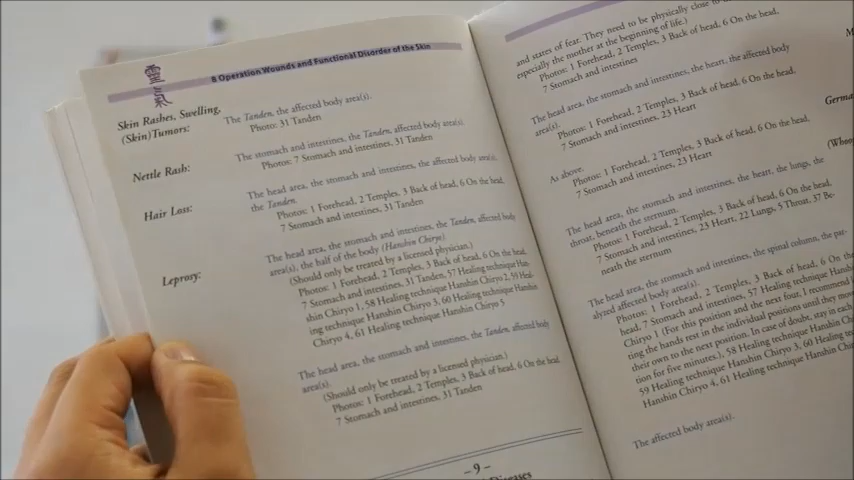 靈氣
8 Operation Wounds and Functional Disorder of the Skin
Skin Rashes, Swelling,
(Skin)Tumors:
The Tanden, the affected body area(s).
Photo: 31 Tanden
Nettle Rash:
The stomach and intestines, the Tanden, affected body area(s).
Photos: 7 Stomach and intestines, 31 Tanden
Hair Loss:
The head area, the stomach and intestines, the affected body area(s),
the Tanden.
Photos: 1 Forehead, 2 Temples, 3 Back of head, 6 On the head,
7 Stomach and intestines, 31 Tanden
Leprosy:
The head area, the stomach and intestines, the Tanden, affected body
area(s), the half of the body (Hanshin Chiryo).
(Should only be treated by a licensed physician.)
Photos: 1 Forehead, 2 Temples, 3 Back of head, 6 On the head,
7 Stomach and intestines, 31 Tanden, 57 Healing technique Han-
shin Chiryo 1, 58 Healing technique Hanshin Chiryo 2, 59 Heal-
ing technique Hanshin Chiryo 3, 60 Healing technique Hanshin
Chiryo 4, 61 Healing technique Hanshin Chiryo 5
The head area, the stomach and intestines, the Tanden, affected body
area(s).
(Should only be treated by a licensed physician.)
Photos: 1 Forehead, 2 Temples, 3 Back of head, 6 On the head,
7 Stomach and intestines, 31 Tanden
– 9 –
Diseases
and states of fear. They need to be physically close to
especially the mother at the beginning of life.)
Photos: 1 Forehead, 2 Temples, 3 Back of head, 6 On the head,
7 Stomach and intestines
The head area, the stomach and intestines, the heart, the affected body
area(s).
Photos: 1 Forehead, 2 Temples, 3 Back of head, 6 On the head,
7 Stomach and intestines, 23 Heart
As above.
Photos: 1 Forehead, 2 Temples, 3 Back of head, 6 On the head,
7 Stomach and intestines, 23 Heart
The head area, the stomach and intestines, the heart, the lungs, the
throat, beneath the sternum.
Photos: 1 Forehead, 2 Temples, 3 Back of head, 6 On the head,
7 Stomach and intestines, 23 Heart, 22 Lungs, 5 Throat, 37 Be-
neath the sternum
The head area, the stomach and intestines, the spinal column, the par-
alyzed affected body area(s).
Photos: 1 Forehead, 2 Temples, 3 Back of head, 6 On the
head, 7 Stomach and intestines, 57 Healing technique
Chiryo 1 (For this position and the next four, I recommend
ting the hands rest in the individual positions until they mo
their own to the next position. In case of doubt, stay in each
tion for five minutes.), 58 Healing technique Hanshin Chiryo
59 Healing technique Hanshin Chiryo 3, 60 Healing technique
Hanshin Chiryo 4, 61 Healing technique Hanshin Chiryo
The affected body area(s).
Germa
(Who